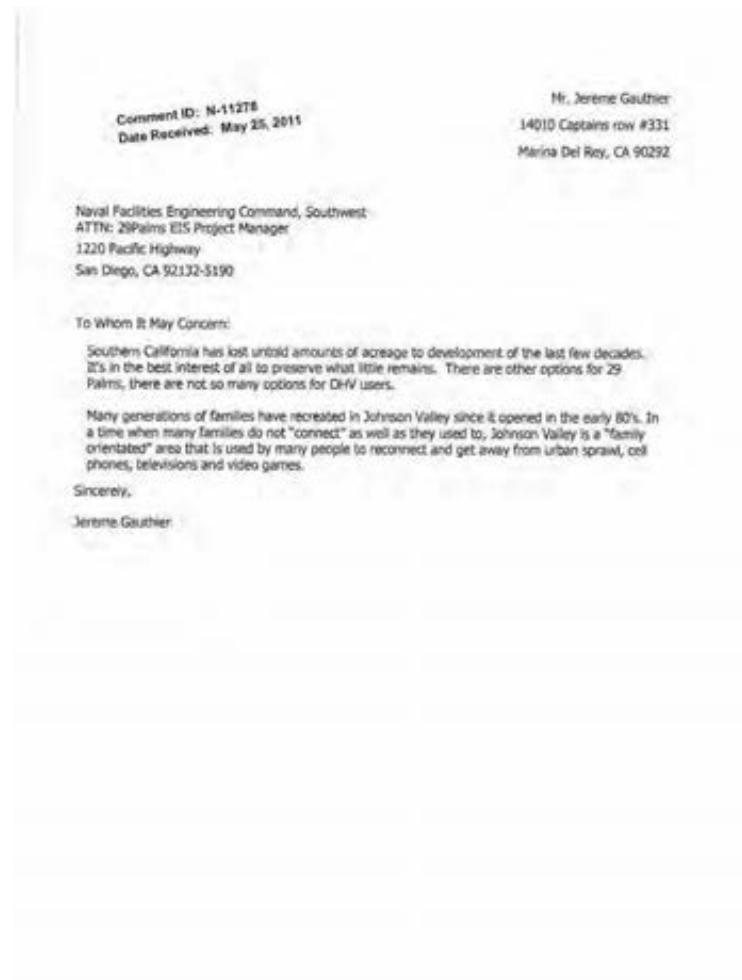 Comment ID: N-11278
Date Received: May 25, 2011
Mr. Jereme Gauthier
14010 Captains row #331
Marina Del Rey, CA 90292
Naval Facilities Engineering Command, Southwest
ATTN: 29Palms EIS Project Manager
1220 Pacific Highway
San Diego, CA 92132-5190
To Whom It May Concern:
Southern California has lost untold amounts of acreage to development of the last few decades.
It's in the best interest of all to preserve what little remains. There are other options for 29
Palms, there are not so many options for OHV users.
Many generations of families have recreated in Johnson Valley since it opened in the early 80's. In
a time when many families do not "connect" as well as they used to, Johnson Valley is a "family
orientated" area that is used by many people to reconnect and get away from urban sprawl, cell
phones, televisions and video games.
Sincerely,
Jereme Gauthier